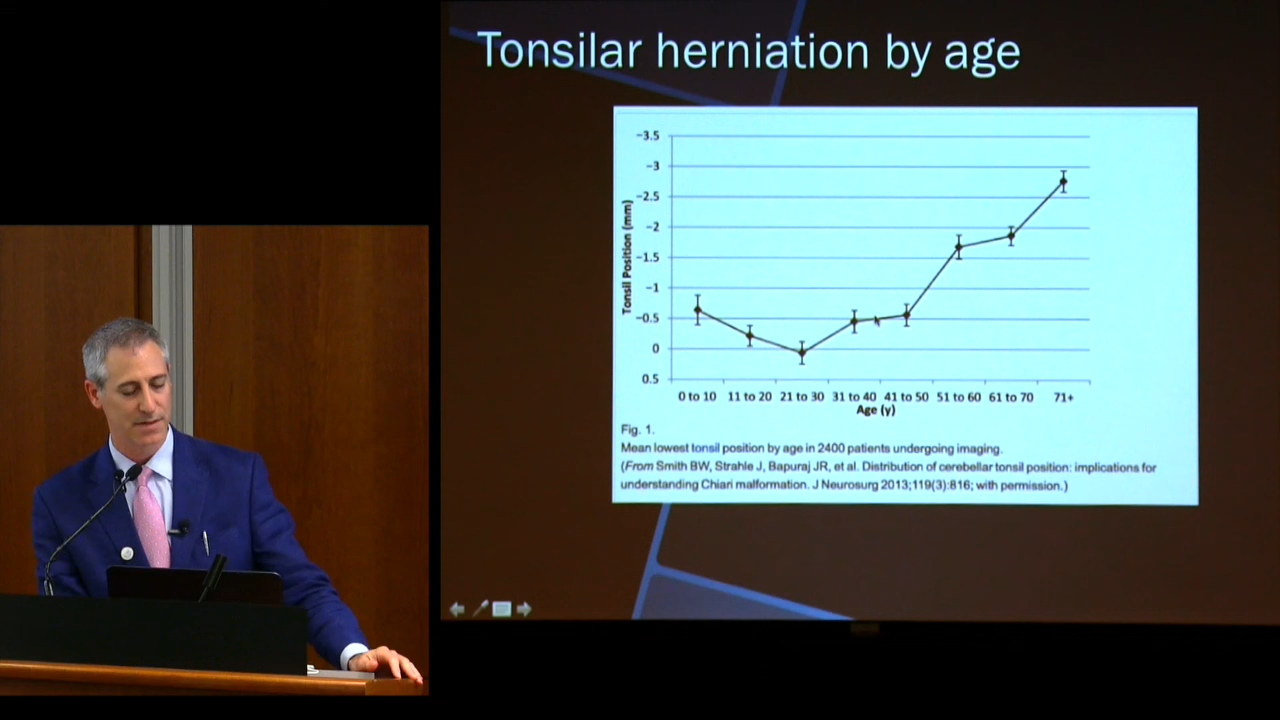 Tonsilar herniation by age
Tonsil Position (mm)
−3.5
−3
−2.5
−2
−1.5
−1
−0.5
0
0.5
0 to 10 11 to 20 21 to 30 31 to 40 41 to 50 51 to 60 61 to 70 71+
Age (y)
Fig. 1.
Mean lowest tonsil position by age in 2400 patients undergoing imaging.
(From Smith BW, Strahle J, Bapuraj JR, et al. Distribution of cerebellar tonsil position: implications for
understanding Chiari malformation. J Neurosurg 2013;119(3):816; with permission.)